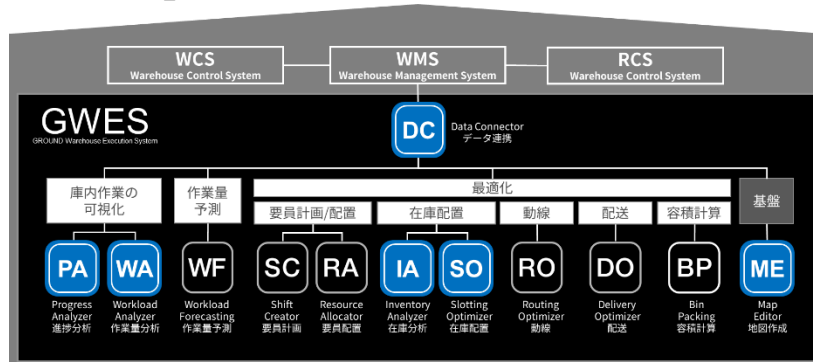 WCS
Warehouse Control System
WMS
Warehouse Management System
RCS
Warehouse Control System
GWES
GROUND Warehouse Execution System
DC
Data Connector
データ連携
庫内作業の
可視化
作業量
予測
最適化
要員計画/配置
在庫配置
動線
配送
容積計算
基盤
PA
Progress
Analyzer
進捗分析
WA
Workload
Analyzer
作業量分析
WF
Workload
Forecasting
作業量予測
SC
Shift
Creator
要員計画
RA
Resource
Allocator
要員配置
IA
Inventory
Analyzer
在庫分析
SO
Slotting
Optimizer
在庫配置
RO
Routing
Optimizer
動線
DO
Delivery
Optimizer
配送
BP
Bin
Packing
容積計算
ME
Map
Editor
地図作成